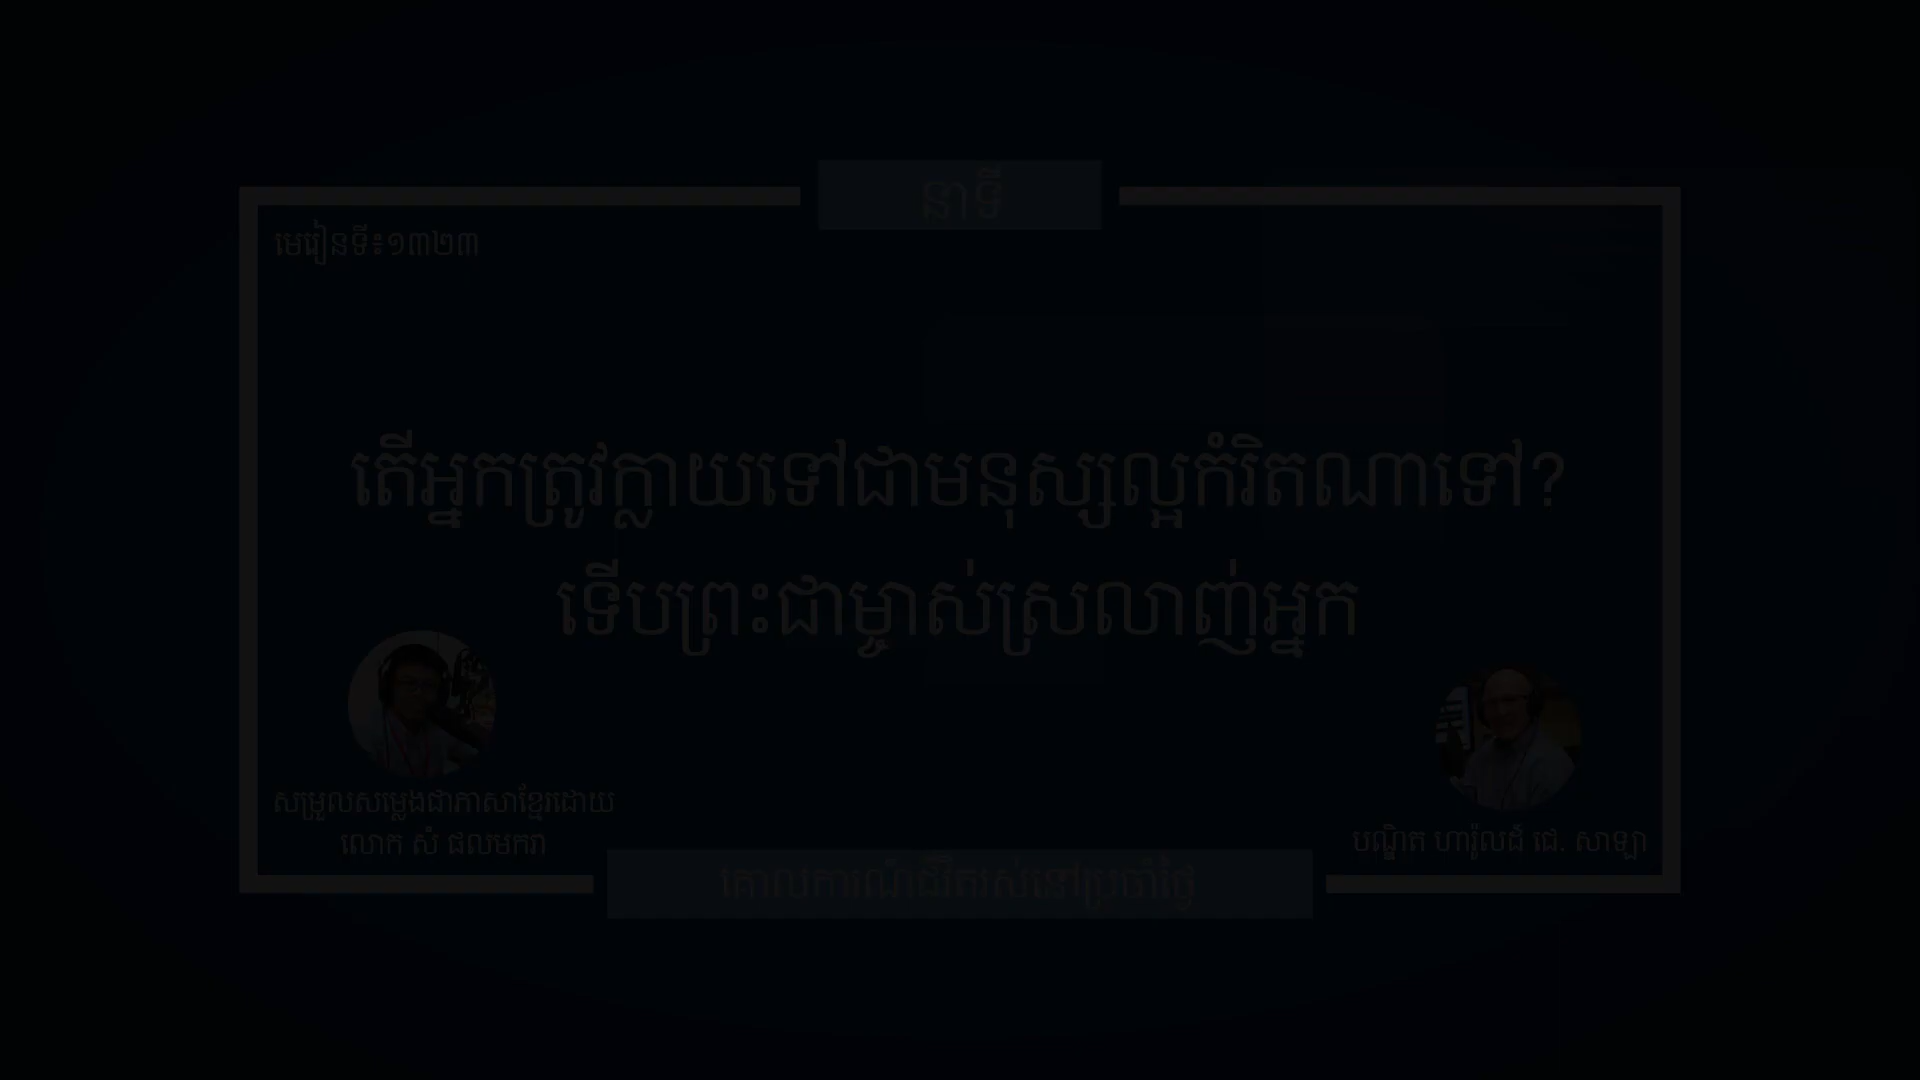 នាទី
មេរៀនទី៖១៣២៣
តើអ្នកត្រូវក្លាយទៅជាមនុស្សល្អកំរិតណាទៅ?
ទើបព្រះជាម្ចាស់ស្រលាញ់អ្នក
សម្រួលសម្លេងជាភាសាខ្មែរដោយ
លោក សំ ផលមករា
បណ្ឌិត ហារ៉ូលដ៍ ជេ. សាឡា
គោលការណ៍ជីវិតរស់នៅប្រចាំថ្ងៃ